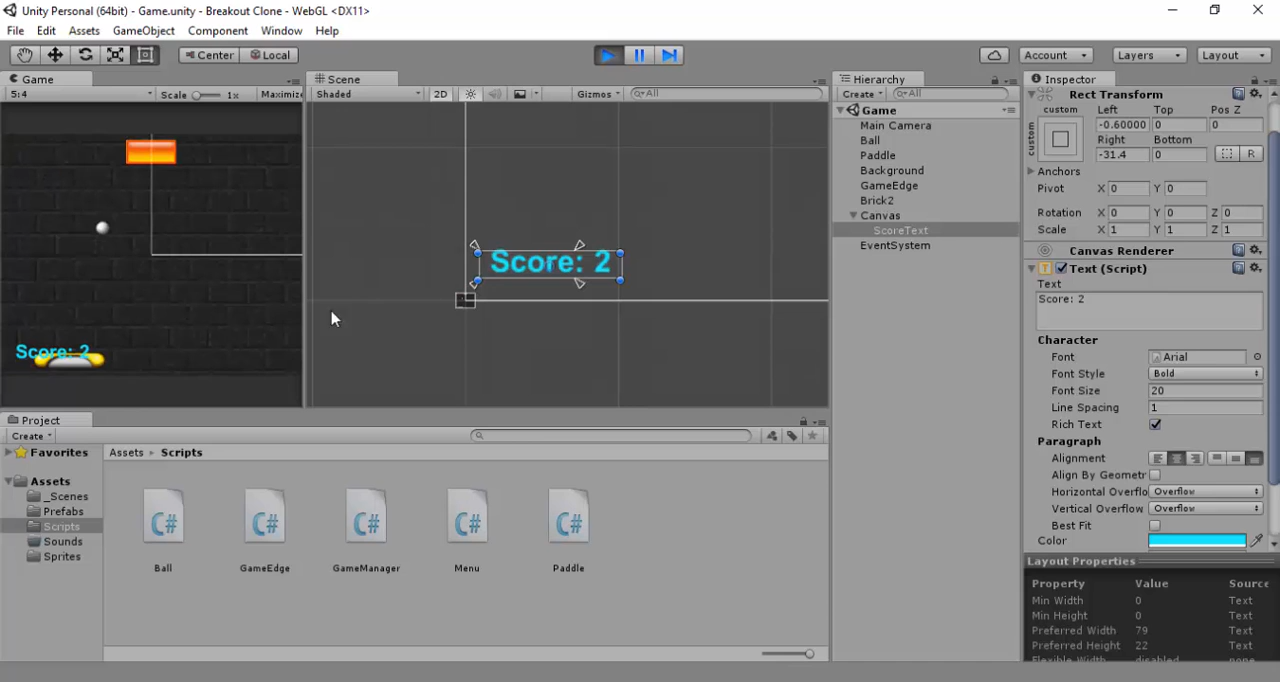 Unity Personal (64bit) - Game.unity - Breakout Clone - WebGL <DX11>
File Edit Assets GameObject Component Window Help
Center Local Account Layers Layout
Game Scene Hierarchy Inspector
5:4 Scale 1x Maximize Shaded 2D Gizmos All Create All
Game
Main Camera
Ball
Paddle
Background
GameEdge
Brick2
Canvas
ScoreText
EventSystem
Score: 2
Score: 2
Rect Transform
custom Left Top Pos Z
custom
-0.60000 0 0
Right Bottom
-31.4 0 R
Anchors
Pivot X 0 Y 0
Rotation X 0 Y 0 Z 0
Scale X 1 Y 1 Z 1
Canvas Renderer
T Text (Script)
Text
Score: 2
Character
Font Arial
Font Style Bold
Font Size 20
Line Spacing 1
Rich Text
Paragraph
Alignment
Align By Geometr
Horizontal Overflo Overflow
Vertical Overflow Overflow
Best Fit
Color
Layout Properties
Property Value Source
Min Width 0 Text
Min Height 0 Text
Preferred Width 79 Text
Preferred Height 22 Text
Flexible Width disabled none
Project
Create
Favorites
Assets
_Scenes
Prefabs
Scripts
Sounds
Sprites
Assets Scripts
C# C# C# C# C#
Ball GameEdge GameManager Menu Paddle